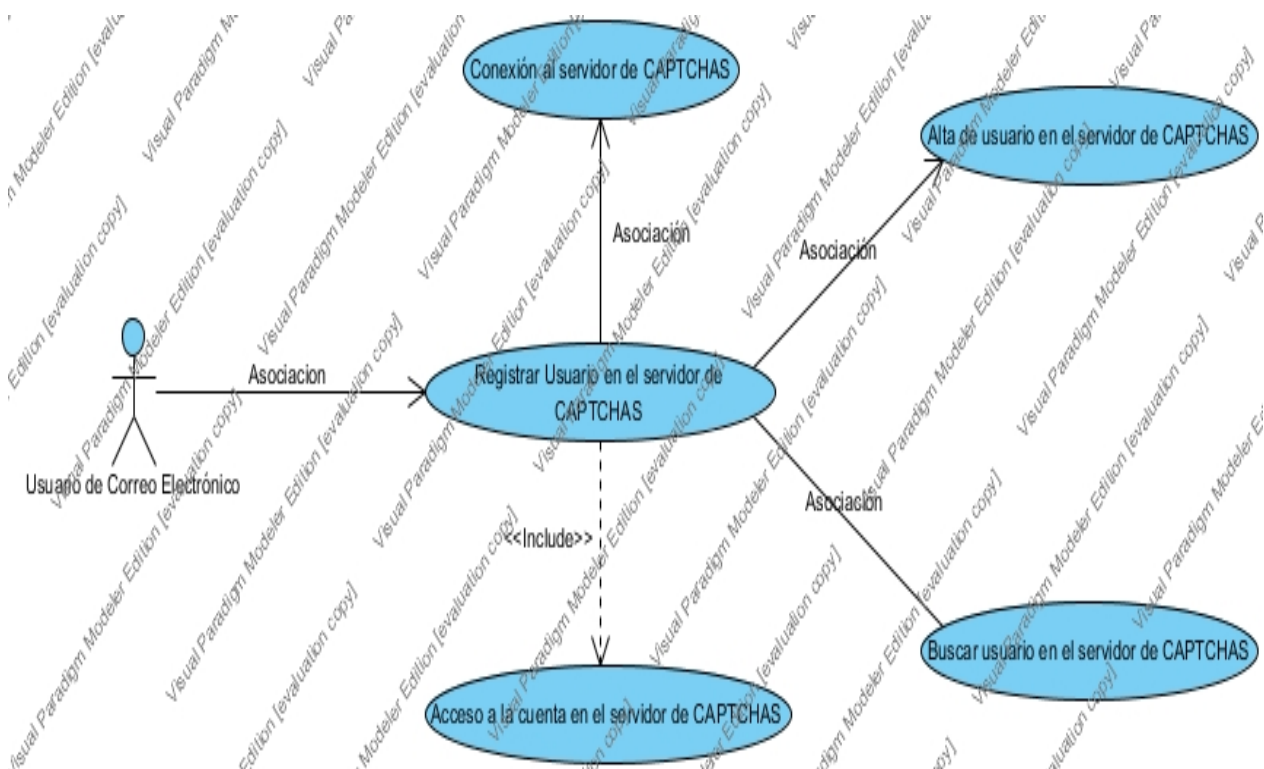 Conexión al servidor de CAPTCHAS
Alta de usuario en el servidor de CAPTCHAS
Asociación
Asociación
Asociacion
Registrar Usuario en el servidor de
CAPTCHAS
Usuario de Correo Electrónico
Asociación
<<Include>>
Buscar usuario en el servidor de CAPTCHAS
Acceso a la cuenta en el servidor de CAPTCHAS
Visual Paradigm Modeler Edition [evaluation copy]